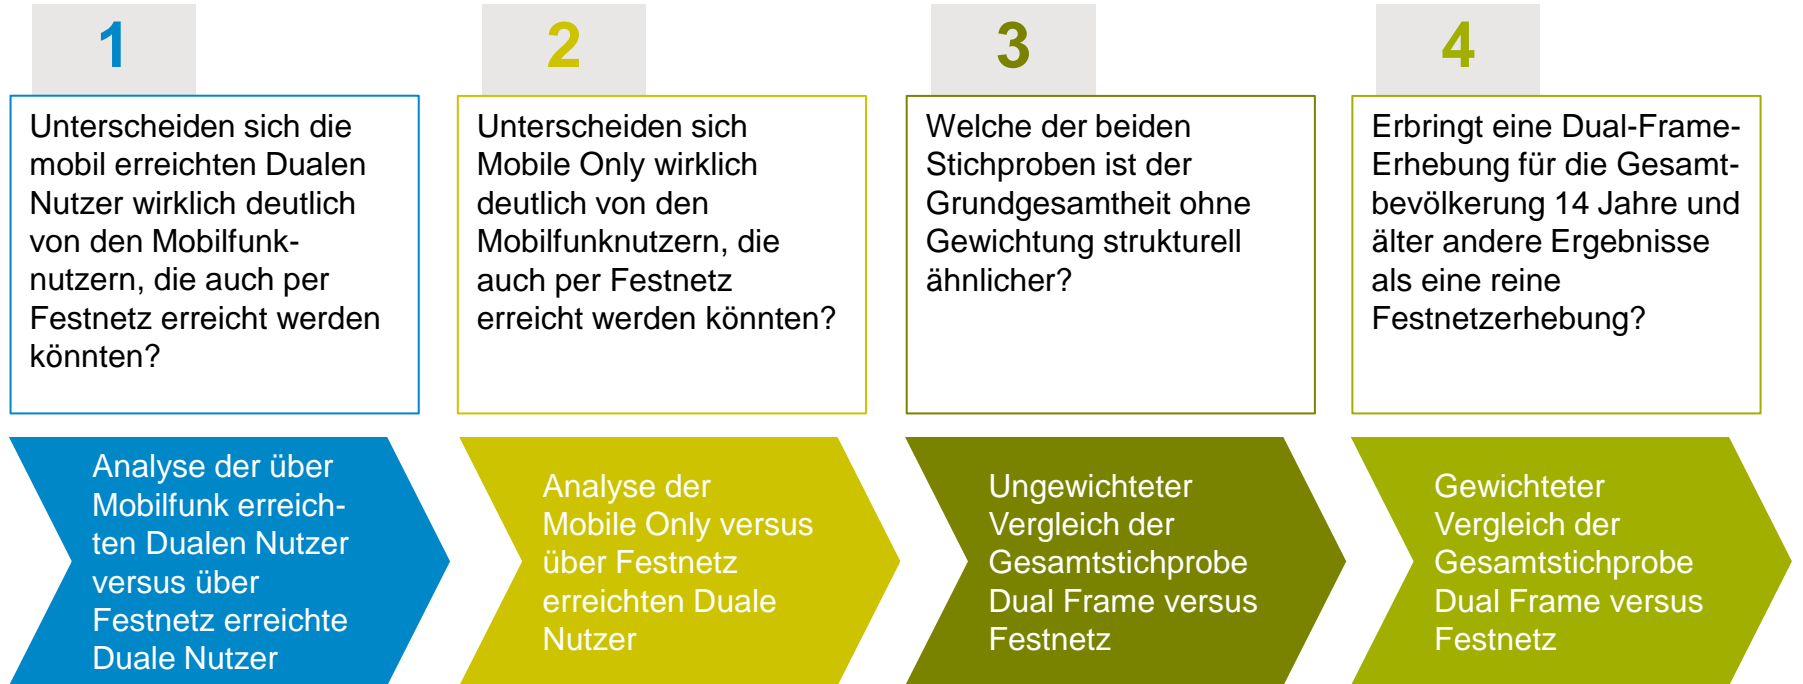 1
Unterscheiden sich die
mobil erreichten Dualen
Nutzer wirklich deutlich
von den Mobilfunk-
nutzern, die auch per
Festnetz erreicht werden
könnten?
Analyse der über
Mobilfunk erreich-
ten Dualen Nutzer
versus über
Festnetz erreichte
Duale Nutzer
2
Unterscheiden sich
Mobile Only wirklich
deutlich von den
Mobilfunknutzern, die
auch per Festnetz
erreicht werden könnten?
Analyse der
Mobile Only versus
über Festnetz
erreichten Duale
Nutzer
3
Welche der beiden
Stichproben ist der
Grundgesamtheit ohne
Gewichtung strukturell
ähnlicher?
Ungewichteter
Vergleich der
Gesamtstichprobe
Dual Frame versus
Festnetz
4
Erbringt eine Dual-Frame-
Erhebung für die Gesamt-
bevölkerung 14 Jahre und
älter andere Ergebnisse
als eine reine
Festnetzerhebung?
Gewichteter
Vergleich der
Gesamtstichprobe
Dual Frame versus
Festnetz